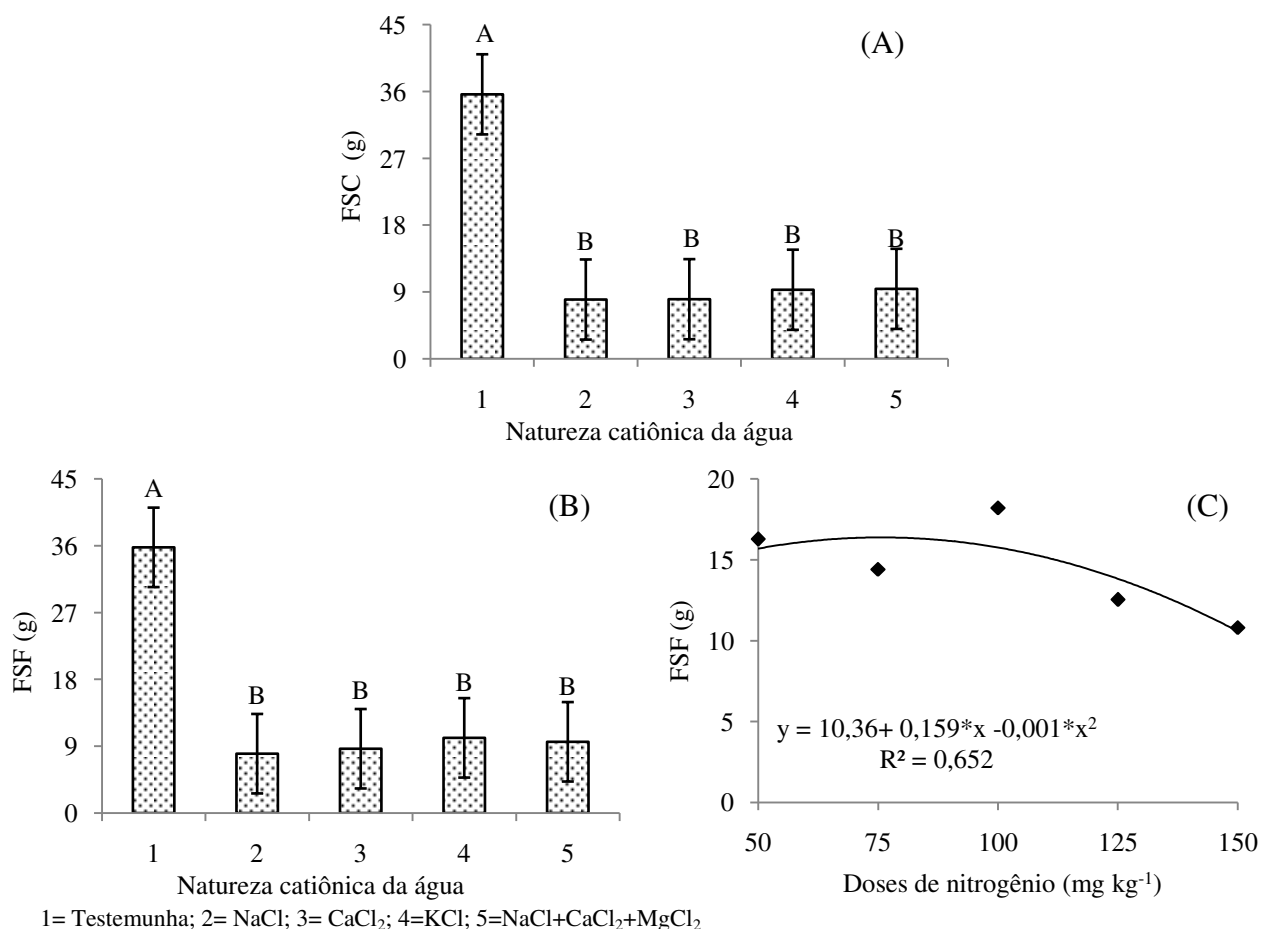 (A)
FSC (g)
45
36
27
18
9
0
A
B
B
B
B
1 2 3 4 5
Natureza catiônica da água
(B)
FSF (g)
45
36
27
18
9
0
A
B
B
B
B
1 2 3 4 5
Natureza catiônica da água
(C)
FSF (g)
20
15
10
5
0
y = 10,36+ 0,159*x -0,001*x²
R² = 0,652
50 75 100 125 150
Doses de nitrogênio (mg kg⁻¹)
1= Testemunha; 2= NaCl; 3= CaCl₂; 4=KCl; 5=NaCl+CaCl₂+MgCl₂